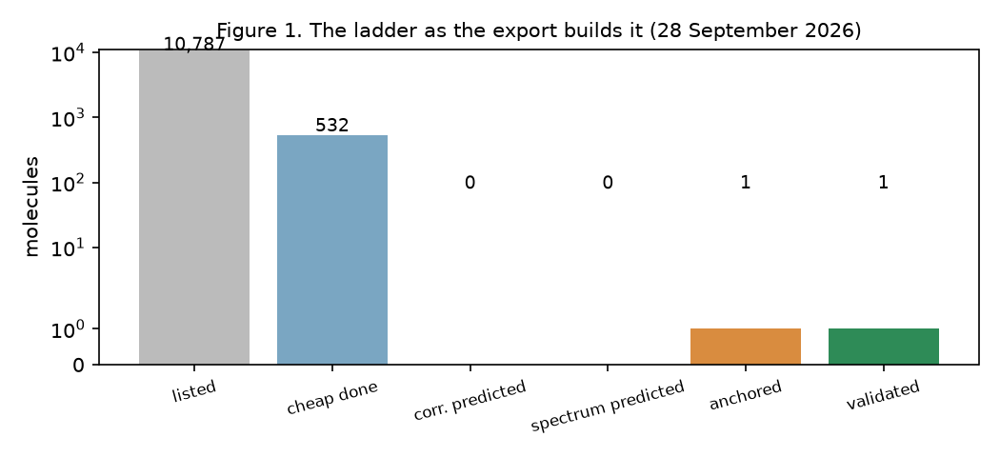 Figure 1. The ladder as the export builds it (28 September 2026)
10,787
532
0
0
1
1
10⁴
10³
10²
10¹
10⁰
0
molecules
listed
cheap done
corr. predicted
spectrum predicted
anchored
validated